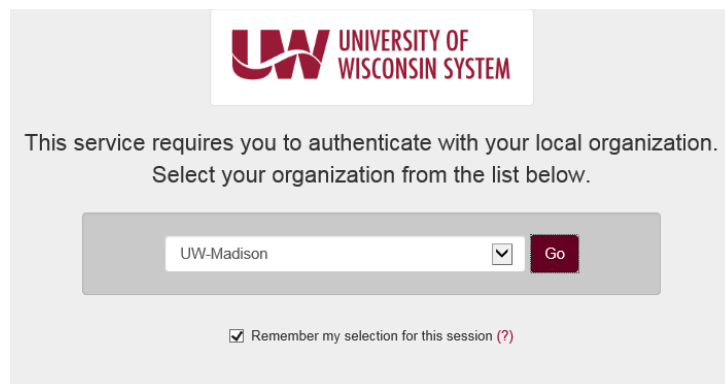 UW UNIVERSITY OF
WISCONSIN SYSTEM
This service requires you to authenticate with your local organization.
Select your organization from the list below.
UW-Madison
Go
Remember my selection for this session (?)